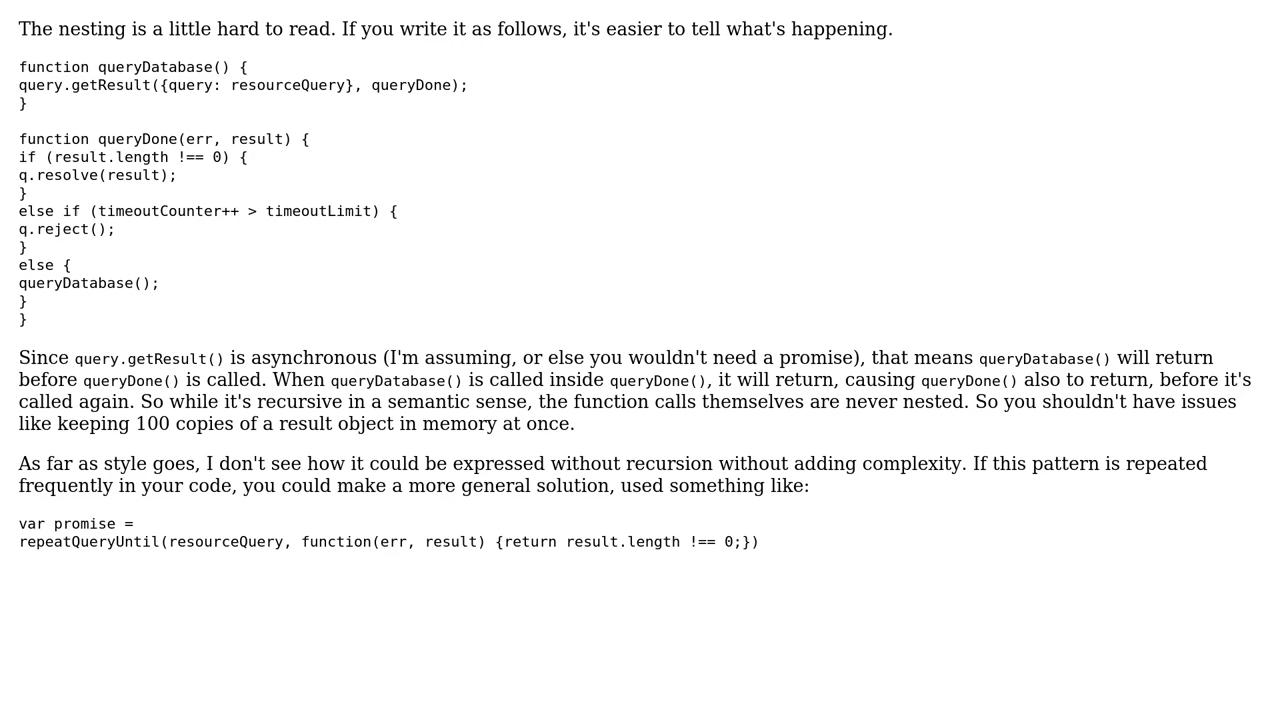 The nesting is a little hard to read. If you write it as follows, it's easier to tell what's happening.
function queryDatabase() {
query.getResult({query: resourceQuery}, queryDone);
}
function queryDone(err, result) {
if (result.length !== 0) {
q.resolve(result);
}
else if (timeoutCounter++ > timeoutLimit) {
q.reject();
}
else {
queryDatabase();
}
}
Since query.getResult() is asynchronous (I'm assuming, or else you wouldn't need a promise), that means queryDatabase() will return
before queryDone() is called. When queryDatabase() is called inside queryDone(), it will return, causing queryDone() also to return, before it's
called again. So while it's recursive in a semantic sense, the function calls themselves are never nested. So you shouldn't have issues
like keeping 100 copies of a result object in memory at once.
As far as style goes, I don't see how it could be expressed without recursion without adding complexity. If this pattern is repeated
frequently in your code, you could make a more general solution, used something like:
var promise =
repeatQueryUntil(resourceQuery, function(err, result) {return result.length !== 0;})